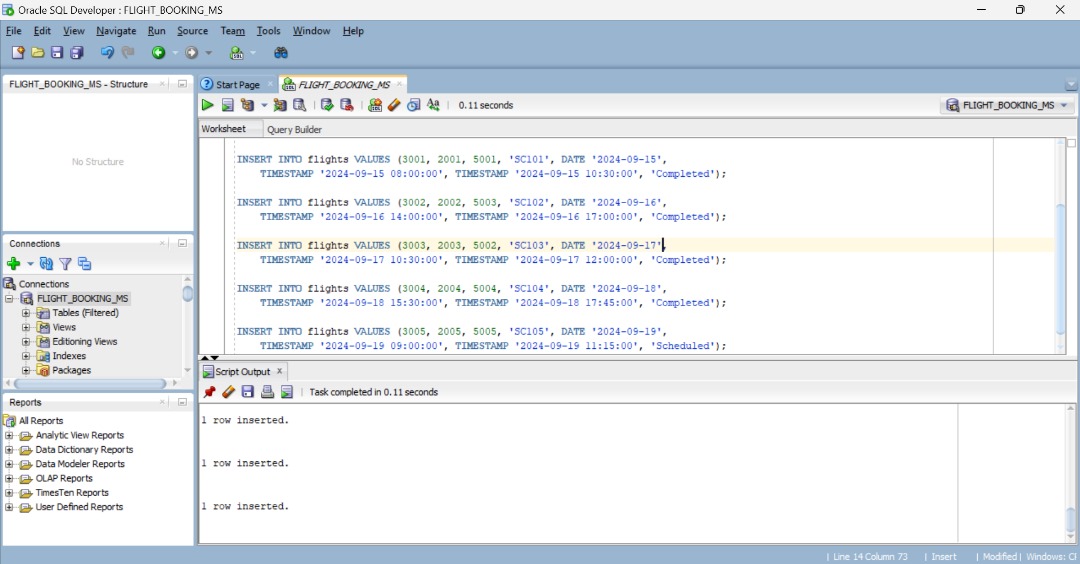 Oracle SQL Developer : FLIGHT_BOOKING_MS
File Edit View Navigate Run Source Team Tools Window Help
FLIGHT_BOOKING_MS - Structure
No Structure
Connections
Connections
FLIGHT_BOOKING_MS
Tables (Filtered)
Views
Editioning Views
Indexes
Packages
Reports
All Reports
Analytic View Reports
Data Dictionary Reports
Data Modeler Reports
OLAP Reports
TimesTen Reports
User Defined Reports
Start Page
FLIGHT_BOOKING_MS
0.11 seconds
FLIGHT_BOOKING_MS
Worksheet Query Builder
INSERT INTO flights VALUES (3001, 2001, 5001, 'SC101', DATE '2024-09-15',
TIMESTAMP '2024-09-15 08:00:00', TIMESTAMP '2024-09-15 10:30:00', 'Completed');
INSERT INTO flights VALUES (3002, 2002, 5003, 'SC102', DATE '2024-09-16',
TIMESTAMP '2024-09-16 14:00:00', TIMESTAMP '2024-09-16 17:00:00', 'Completed');
INSERT INTO flights VALUES (3003, 2003, 5002, 'SC103', DATE '2024-09-17',
TIMESTAMP '2024-09-17 10:30:00', TIMESTAMP '2024-09-17 12:00:00', 'Completed');
INSERT INTO flights VALUES (3004, 2004, 5004, 'SC104', DATE '2024-09-18',
TIMESTAMP '2024-09-18 15:30:00', TIMESTAMP '2024-09-18 17:45:00', 'Completed');
INSERT INTO flights VALUES (3005, 2005, 5005, 'SC105', DATE '2024-09-19',
TIMESTAMP '2024-09-19 09:00:00', TIMESTAMP '2024-09-19 11:15:00', 'Scheduled');
Script Output
Task completed in 0.11 seconds
1 row inserted.
1 row inserted.
1 row inserted.
Line 14 Column 73 | Insert | Modified | Windows: C